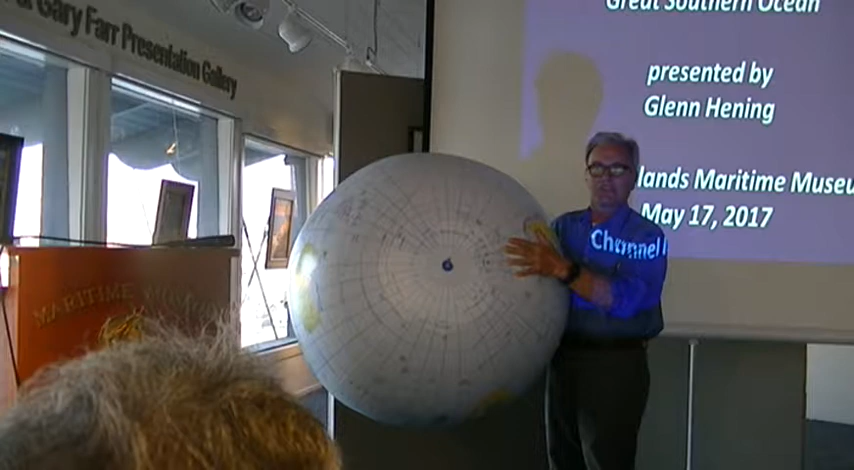 Gary Farr Presentation Gallery
Great Southern Ocean
presented by
Glenn Hening
Channel I
lands Maritime Museu
May 17, 2017
MARITIME MUSEUM